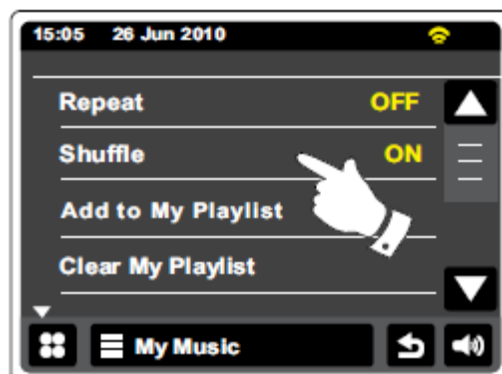 15:05 26 Jun 2010
Repeat OFF
Shuffle ON
Add to My Playlist
Clear My Playlist
My Music